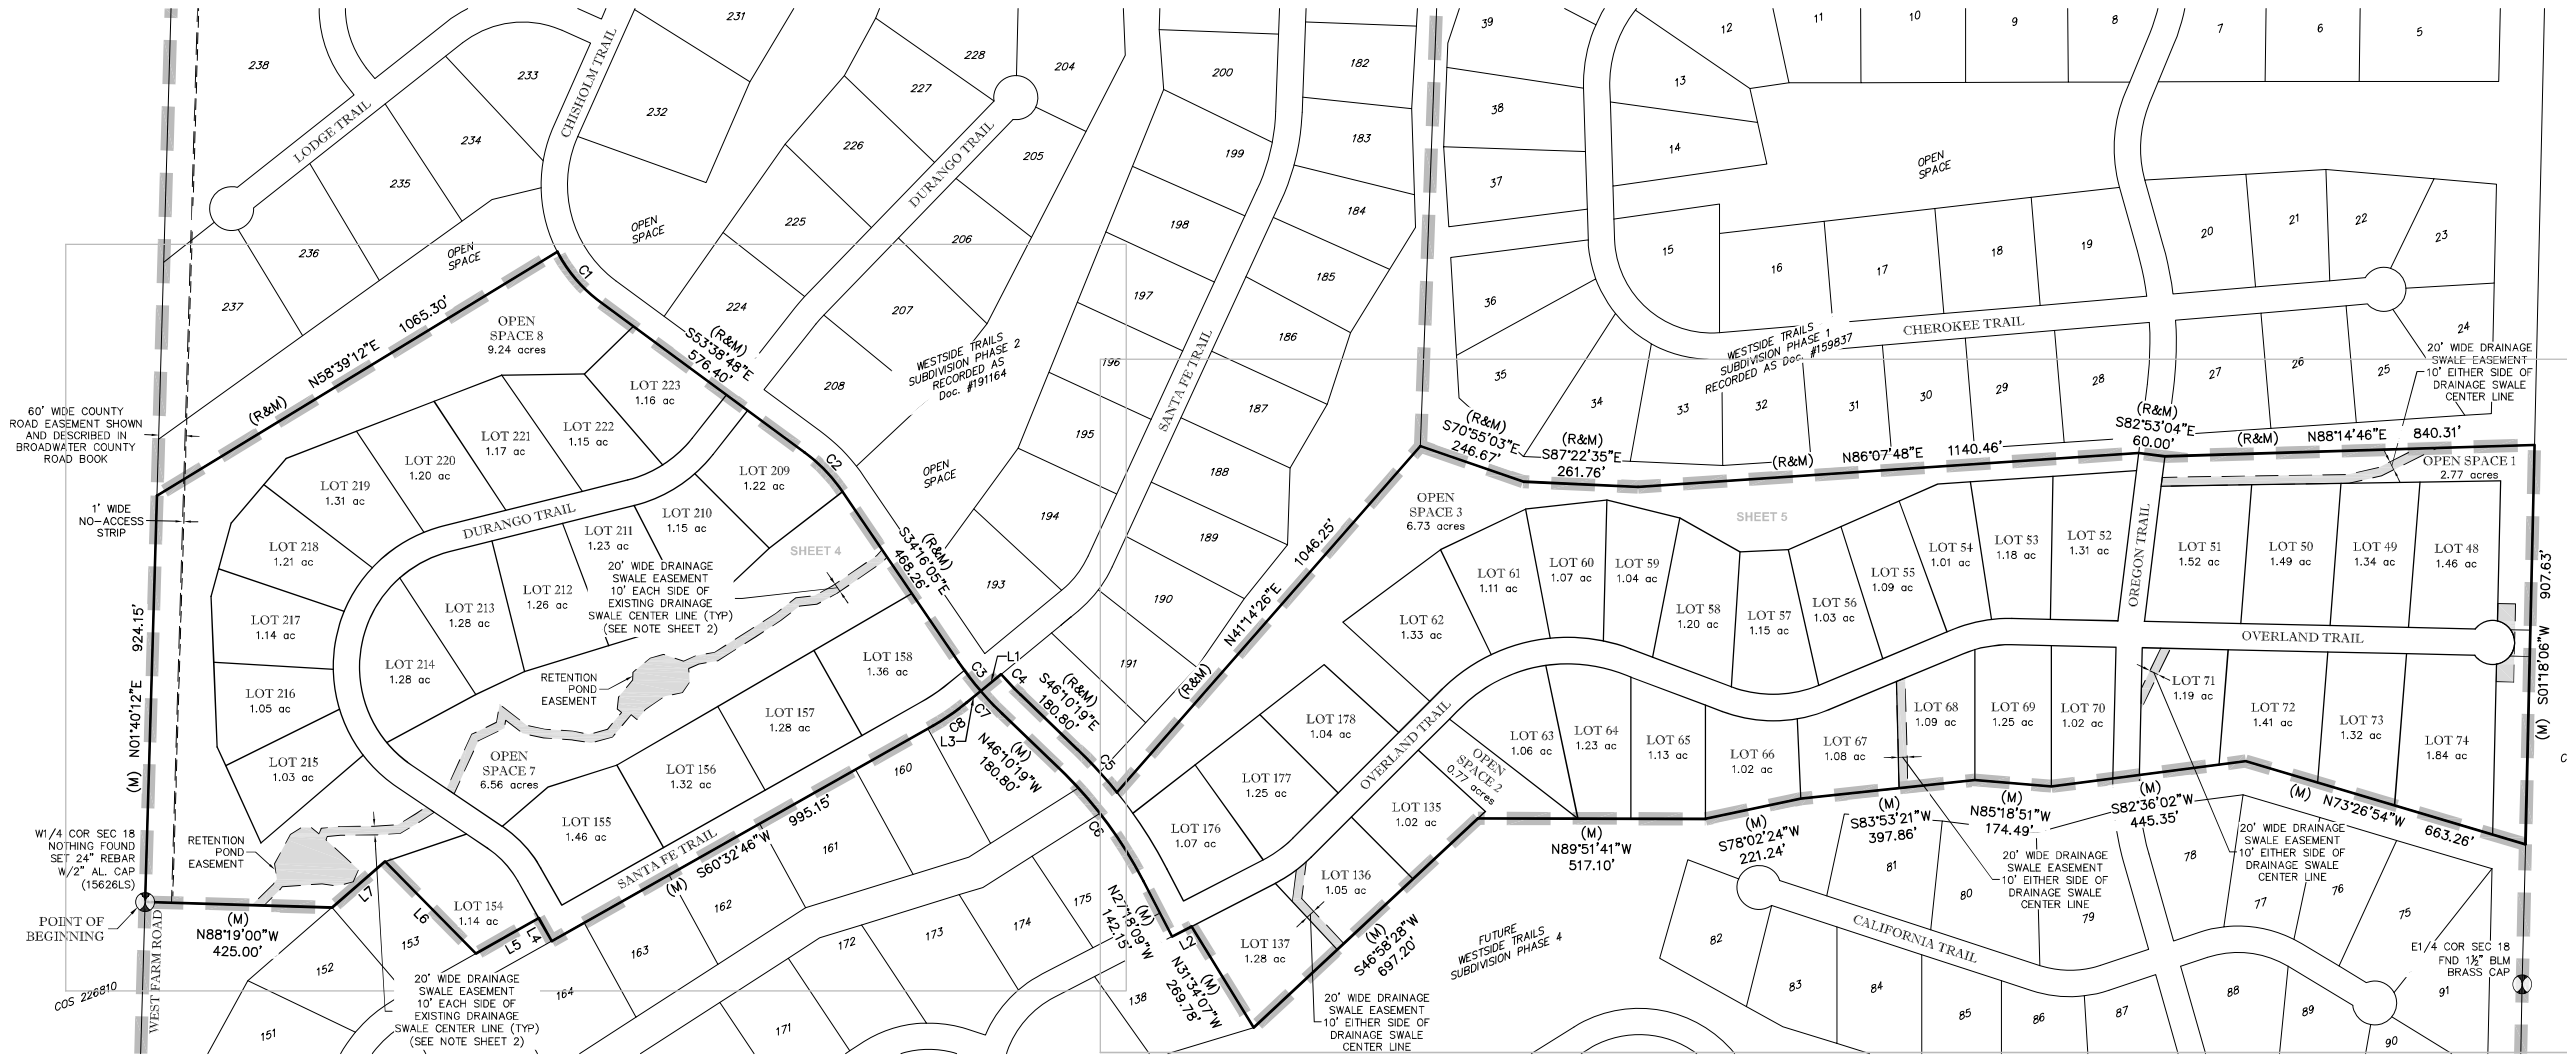 238
233
234
235
236
237
LODGE TRAIL
CHISHOLM TRAIL
231
232
OPEN
SPACE
OPEN
SPACE
228
227
226
225
224
204
205
206
207
208
DURANGO TRAIL
WESTSIDE TRAILS
SUBDIVISION PHASE 2
RECORDED AS
Doc. #191164
OPEN
SPACE
200
199
198
197
196
195
194
193
SANTA FE TRAIL
182
183
184
185
186
187
188
189
190
191
39
38
37
36
35
34
33
32
31
30
29
28
27
26
25
24
12
11
10
9
8
7
6
5
13
14
15
16
17
18
19
20
21
22
23
OPEN
SPACE
CHEROKEE TRAIL
WESTSIDE TRAILS
SUBDIVISION PHASE 1
RECORDED AS Doc. #159837
20' WIDE DRAINAGE
SWALE EASEMENT
10' EITHER SIDE OF
DRAINAGE SWALE
CENTER LINE
N58°39'12"E
1065.30'
(R&M)
C1
(R&M)
S53°38'48"E
576.40'
C2
(R&M)
S34°16'05"E
468.26'
C3
L1
C4
(R&M)
S46°10'19"E
180.80'
C5
(R&M)
N41°14'26"E
1046.25'
(R&M)
S70°55'03"E
246.67'
(R&M)
S87°22'35"E
261.76'
(R&M)
N86°07'48"E
1140.46'
(R&M)
S82°53'04"E
60.00'
(R&M)
N88°14'46"E
840.31'
(M) S01°18'06"W
907.63'
60' WIDE COUNTY
ROAD EASEMENT SHOWN
AND DESCRIBED IN
BROADWATER COUNTY
ROAD BOOK
1' WIDE
NO-ACCESS
STRIP
(M) N01°40'12"E
924.15'
W1/4 COR SEC 18
NOTHING FOUND
SET 24" REBAR
W/2" AL. CAP
(15626LS)
POINT OF
BEGINNING
WEST FARM ROAD
COS 226810
(M)
N88°19'00"W
425.00'
OPEN
SPACE 8
9.24 acres
LOT 223
1.16 ac
LOT 222
1.15 ac
LOT 221
1.17 ac
LOT 220
1.20 ac
LOT 219
1.31 ac
LOT 218
1.21 ac
LOT 217
1.14 ac
LOT 216
1.05 ac
LOT 215
1.03 ac
LOT 209
1.22 ac
LOT 210
1.15 ac
LOT 211
1.23 ac
LOT 212
1.26 ac
LOT 213
1.28 ac
LOT 214
1.28 ac
DURANGO TRAIL
SHEET 4
20' WIDE DRAINAGE
SWALE EASEMENT
10' EACH SIDE OF
EXISTING DRAINAGE
SWALE CENTER LINE (TYP)
(SEE NOTE SHEET 2)
RETENTION
POND
EASEMENT
RETENTION
POND
EASEMENT
OPEN
SPACE 7
6.56 acres
LOT 158
1.36 ac
LOT 157
1.28 ac
LOT 156
1.32 ac
LOT 155
1.46 ac
LOT 154
1.14 ac
SANTA FE TRAIL
(M) S60°32'46"W
995.15'
L3
C8
C7
(M)
N46°10'19"W
180.80'
C6
(M)
N27°18'09"W
142.15'
L2
(M)
N31°34'07"W
269.78'
L7
L6
L5
L4
20' WIDE DRAINAGE
SWALE EASEMENT
10' EACH SIDE OF
EXISTING DRAINAGE
SWALE CENTER LINE (TYP)
(SEE NOTE SHEET 2)
151
152
153
160
161
162
163
164
171
172
173
174
175
138
OPEN
SPACE 3
6.73 acres
SHEET 5
LOT 62
1.33 ac
LOT 61
1.11 ac
LOT 60
1.07 ac
LOT 59
1.04 ac
LOT 58
1.20 ac
LOT 57
1.15 ac
LOT 56
1.03 ac
LOT 55
1.09 ac
LOT 54
1.01 ac
LOT 53
1.18 ac
LOT 52
1.31 ac
OREGON TRAIL
OPEN SPACE 1
2.77 acres
LOT 51
1.52 ac
LOT 50
1.49 ac
LOT 49
1.34 ac
LOT 48
1.46 ac
OVERLAND TRAIL
OVERLAND TRAIL
LOT 178
1.04 ac
LOT 177
1.25 ac
LOT 176
1.07 ac
LOT 135
1.02 ac
LOT 136
1.05 ac
LOT 137
1.28 ac
OPEN
SPACE 2
0.77 acres
LOT 63
1.06 ac
LOT 64
1.23 ac
LOT 65
1.13 ac
LOT 66
1.02 ac
LOT 67
1.08 ac
LOT 68
1.09 ac
LOT 69
1.25 ac
LOT 70
1.02 ac
LOT 71
1.19 ac
LOT 72
1.41 ac
LOT 73
1.32 ac
LOT 74
1.84 ac
(M)
S46°58'28"W
697.20'
(M)
N89°51'41"W
517.10'
(M)
S78°02'24"W
221.24'
(M)
S83°53'21"W
397.86'
(M)
N85°18'51"W
174.49'
(M)
S82°36'02"W
445.35'
(M) N73°26'54"W
663.26'
20' WIDE DRAINAGE
SWALE EASEMENT
10' EITHER SIDE OF
DRAINAGE SWALE
CENTER LINE
20' WIDE DRAINAGE
SWALE EASEMENT
10' EITHER SIDE OF
DRAINAGE SWALE
CENTER LINE
20' WIDE DRAINAGE
SWALE EASEMENT
10' EITHER SIDE OF
DRAINAGE SWALE
CENTER LINE
FUTURE
WESTSIDE TRAILS
SUBDIVISION PHASE 4
CALIFORNIA TRAIL
82
81
80
79
78
77
76
75
83
84
85
86
87
88
89
90
91
E1/4 COR SEC 18
FND 1½" BLM
BRASS CAP
C